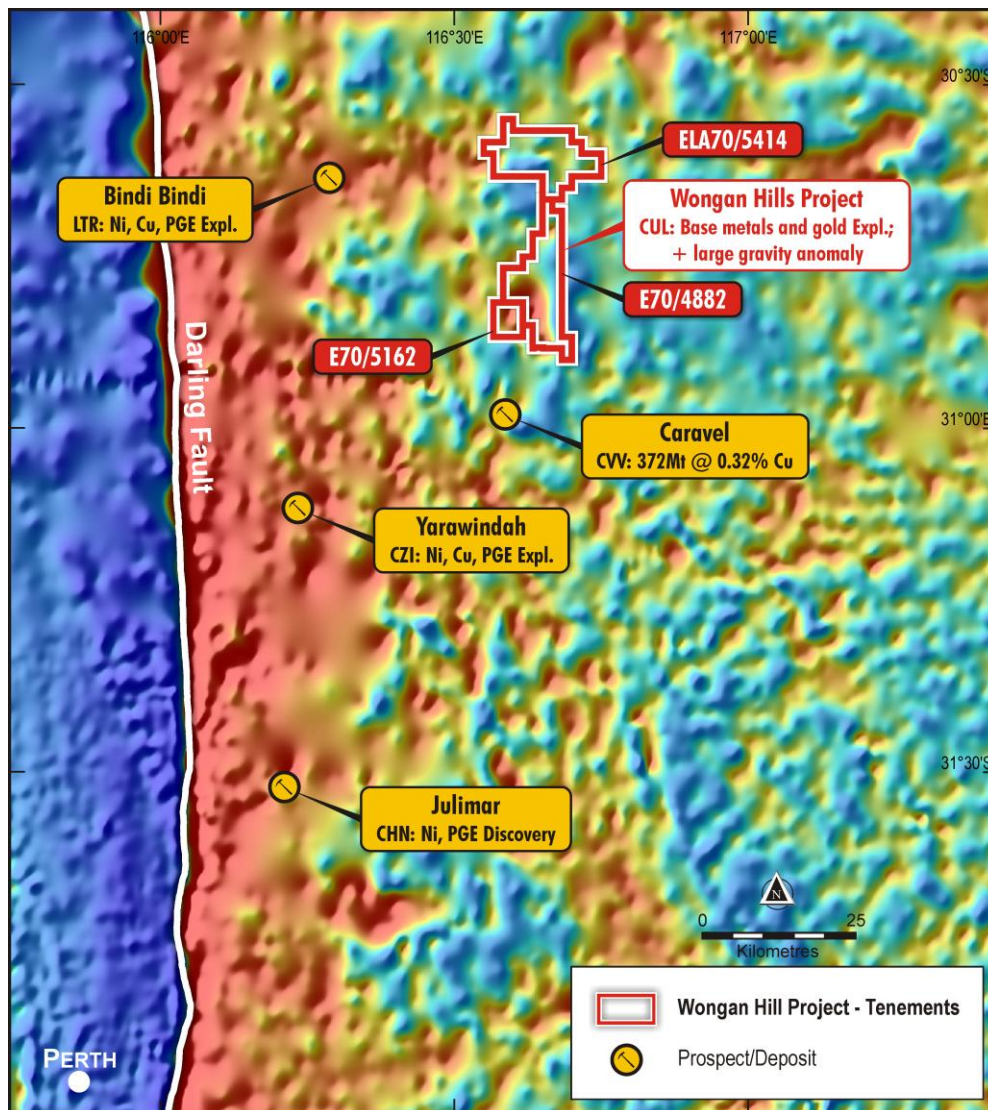 116°00'E
116°30'E
117°00'E
30°30'S
ELA70/5414
Bindi Bindi
LTR: Ni, Cu, PGE Expl.
Wongan Hills Project
CUL: Base metals and gold Expl.;
+ large gravity anomaly
E70/4882
E70/5162
Darling Fault
31°00'E
Caravel
CVV: 372Mt @ 0.32% Cu
Yarawindah
CZI: Ni, Cu, PGE Expl.
31°30'S
Julimar
CHN: Ni, PGE Discovery
N
0 25
Kilometres
Wongan Hill Project - Tenements
Prospect/Deposit
PERTH